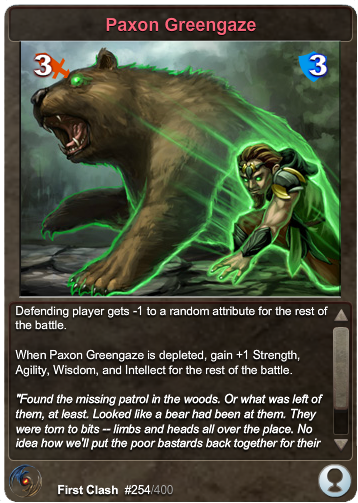 Paxon Greengaze
3
3
Defending player gets -1 to a random attribute for the rest of
the battle.
When Paxon Greengaze is depleted, gain +1 Strength,
Agility, Wisdom, and Intellect for the rest of the battle.
"Found the missing patrol in the woods. Or what was left of
them, at least. Looked like a bear had been at them. They
were torn to bits -- limbs and heads all over the place. No
idea how we'll put the poor bastards back together for their
First Clash #254/400